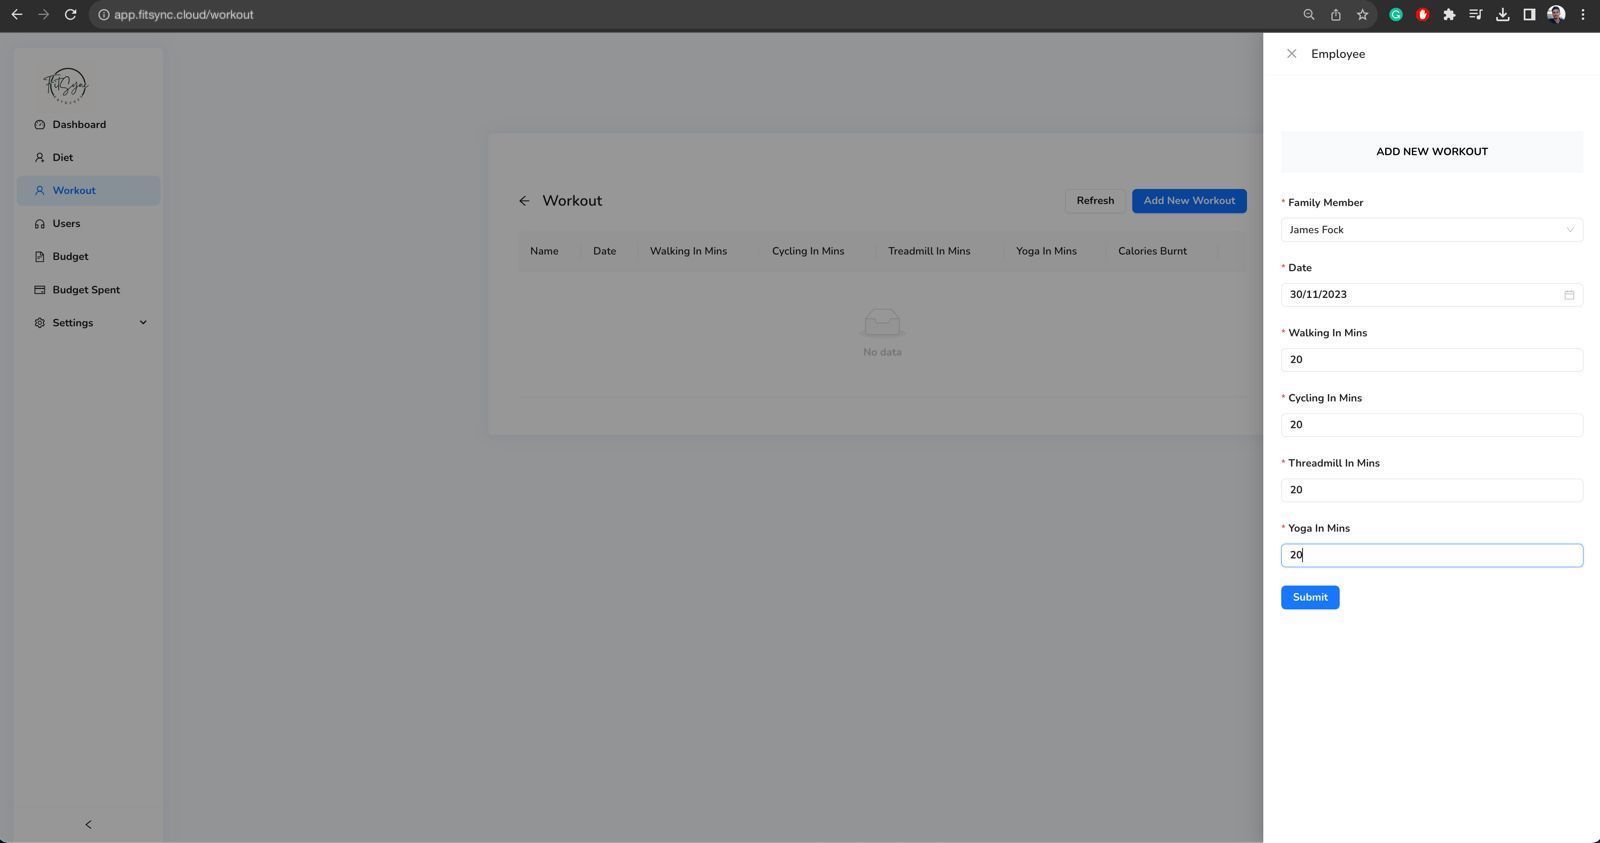 app.fitsync.cloud/workout
FitSync
Dashboard
Diet
Workout
Users
Budget
Budget Spent
Settings
Workout
Refresh
Add New Workout
Name Date Walking In Mins Cycling In Mins Treadmill In Mins Yoga In Mins Calories Burnt
No data
Employee
ADD NEW WORKOUT
* Family Member
James Fock
* Date
30/11/2023
* Walking In Mins
20
* Cycling In Mins
20
* Threadmill In Mins
20
* Yoga In Mins
20
Submit